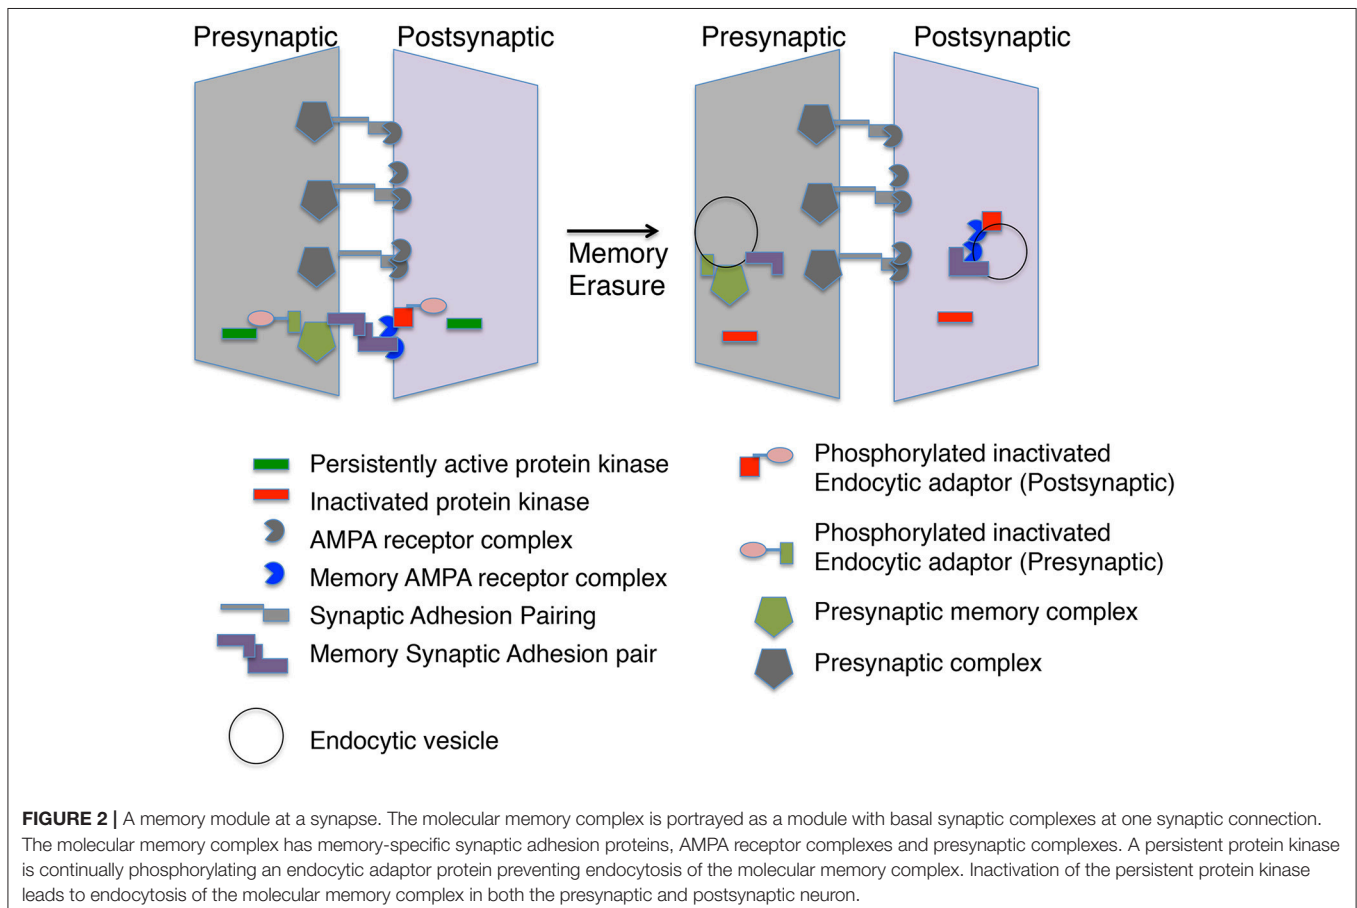 Presynaptic Postsynaptic
Presynaptic Postsynaptic
Memory
Erasure
Persistently active protein kinase
Inactivated protein kinase
AMPA receptor complex
Memory AMPA receptor complex
Synaptic Adhesion Pairing
Memory Synaptic Adhesion pair
Endocytic vesicle
Phosphorylated inactivated
Endocytic adaptor (Postsynaptic)
Phosphorylated inactivated
Endocytic adaptor (Presynaptic)
Presynaptic memory complex
Presynaptic complex
FIGURE 2 | A memory module at a synapse. The molecular memory complex is portrayed as a module with basal synaptic complexes at one synaptic connection.
The molecular memory complex has memory-specific synaptic adhesion proteins, AMPA receptor complexes and presynaptic complexes. A persistent protein kinase
is continually phosphorylating an endocytic adaptor protein preventing endocytosis of the molecular memory complex. Inactivation of the persistent protein kinase
leads to endocytosis of the molecular memory complex in both the presynaptic and postsynaptic neuron.